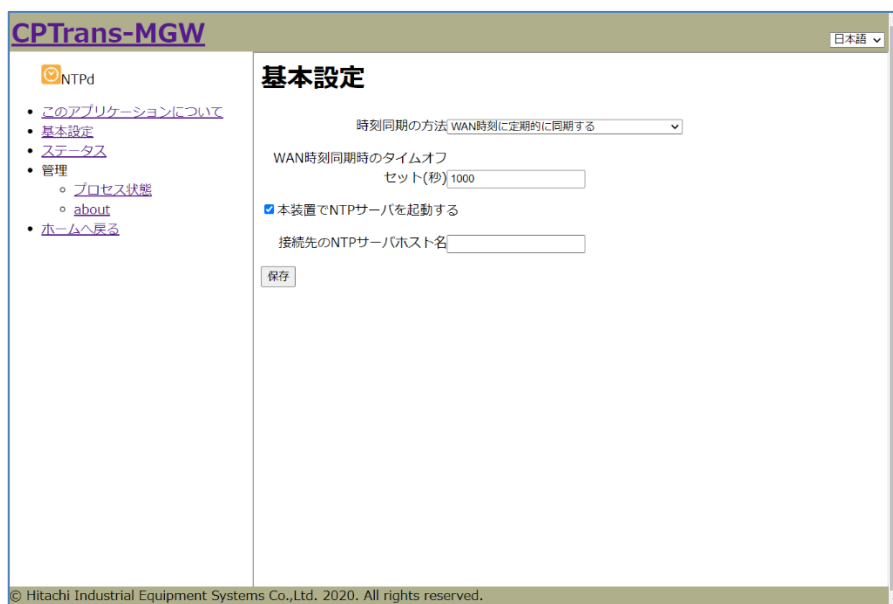 CPTrans-MGW
日本語
NTPd
このアプリケーションについて
基本設定
ステータス
管理
プロセス状態
about
ホームへ戻る
基本設定
時刻同期の方法 WAN時刻に定期的に同期する
WAN時刻同期時のタイムオフ
セット(秒) 1000
本装置でNTPサーバを起動する
接続先のNTPサーバホスト名
保存
© Hitachi Industrial Equipment Systems Co.,Ltd. 2020. All rights reserved.